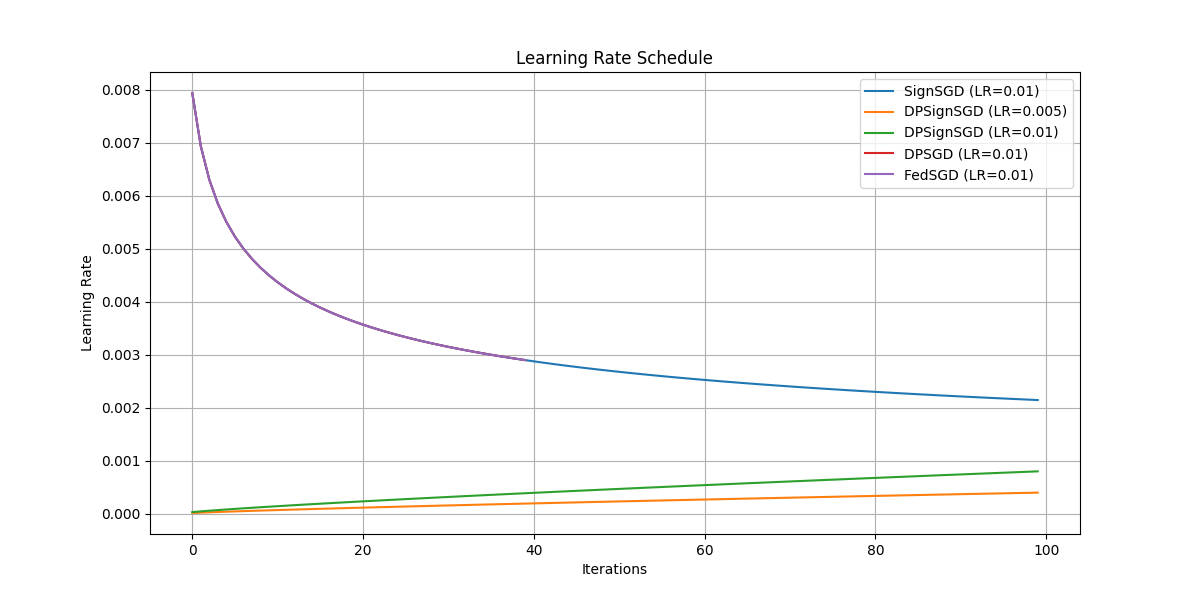 Learning Rate Schedule
SignSGD (LR=0.01)
DPSignSGD (LR=0.005)
DPSignSGD (LR=0.01)
DPSGD (LR=0.01)
FedSGD (LR=0.01)
Learning Rate
0.008
0.007
0.006
0.005
0.004
0.003
0.002
0.001
0.000
0 20 40 60 80 100
Iterations